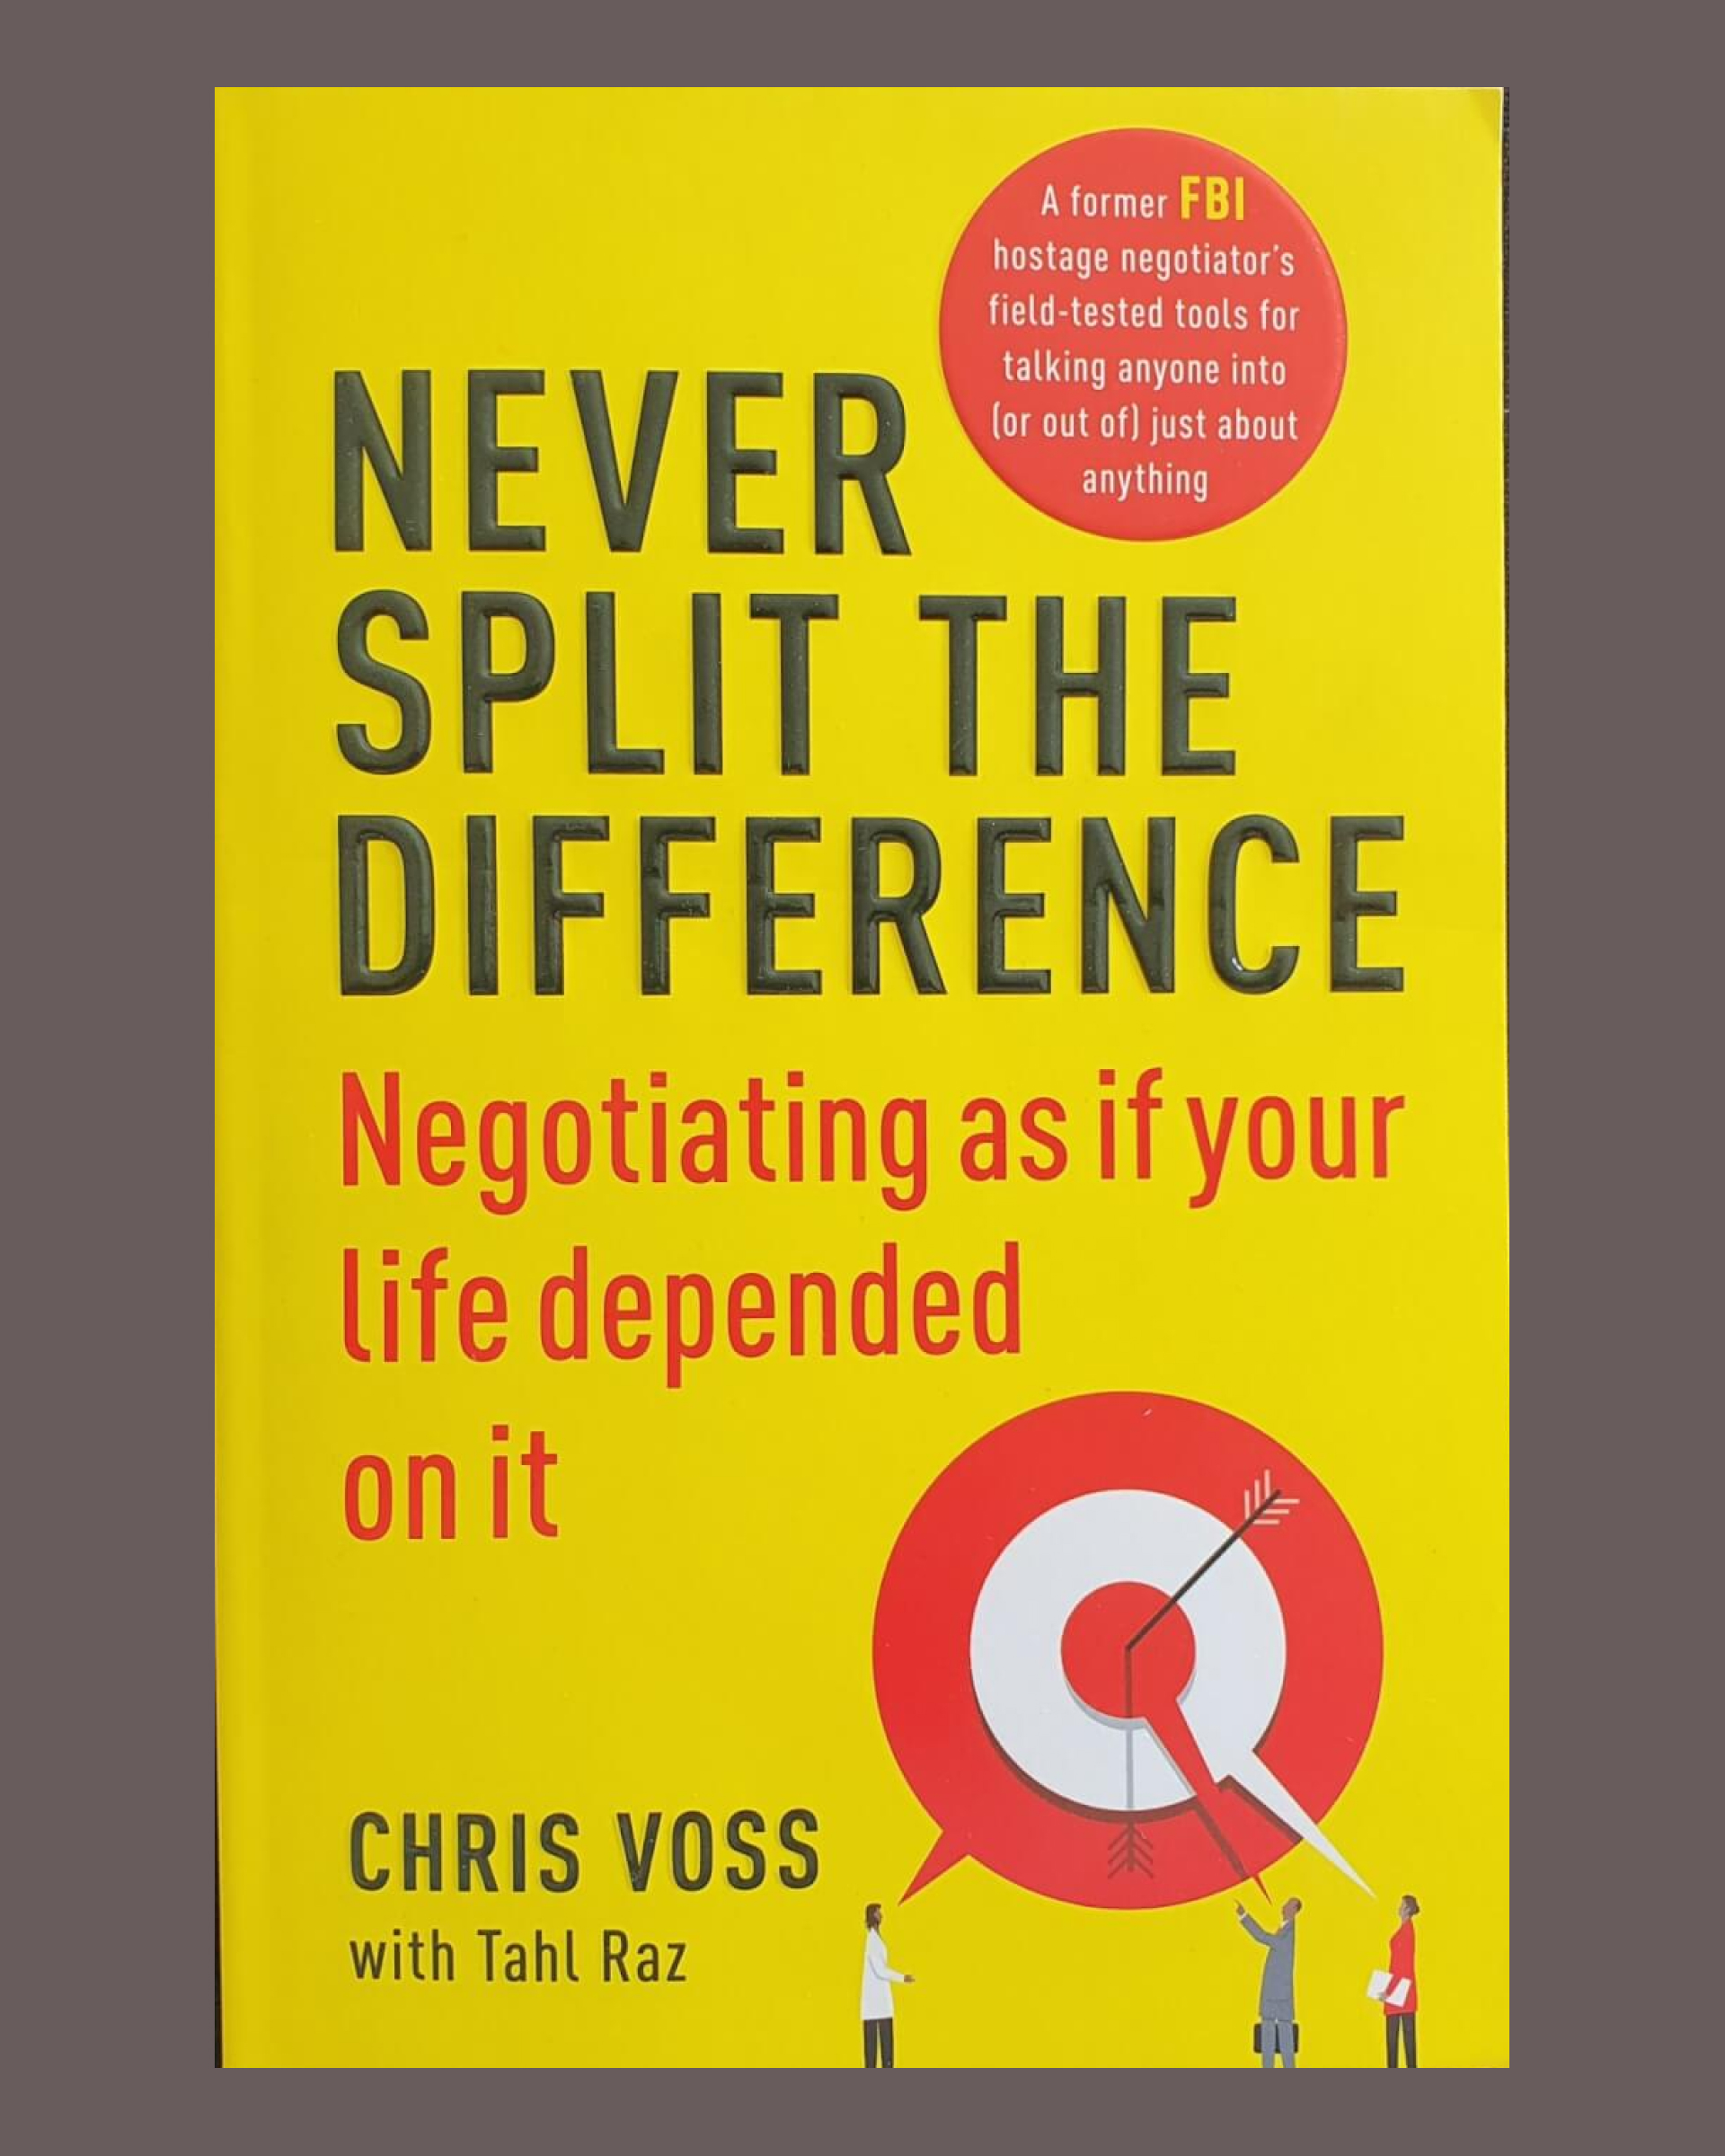 A former FBI
hostage negotiator's
field-tested tools for
talking anyone into
(or out of) just about
anything
NEVER
SPLIT THE
DIFFERENCE
Negotiating as if your
life depended
on it
CHRIS VOSS
with Tahl Raz